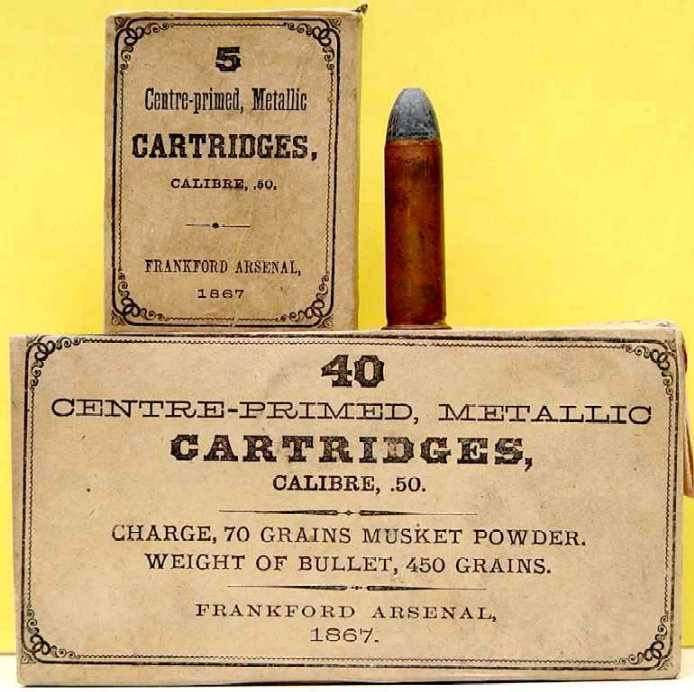 5
Centre-primed, Metallic
CARTRIDGES,
CALIBRE, .50.
FRANKFORD ARSENAL,
1867
40
CENTRE-PRIMED, METALLIC
CARTRIDGES,
CALIBRE, .50.
CHARGE, 70 GRAINS MUSKET POWDER.
WEIGHT OF BULLET, 450 GRAINS.
FRANKFORD ARSENAL,
1867.